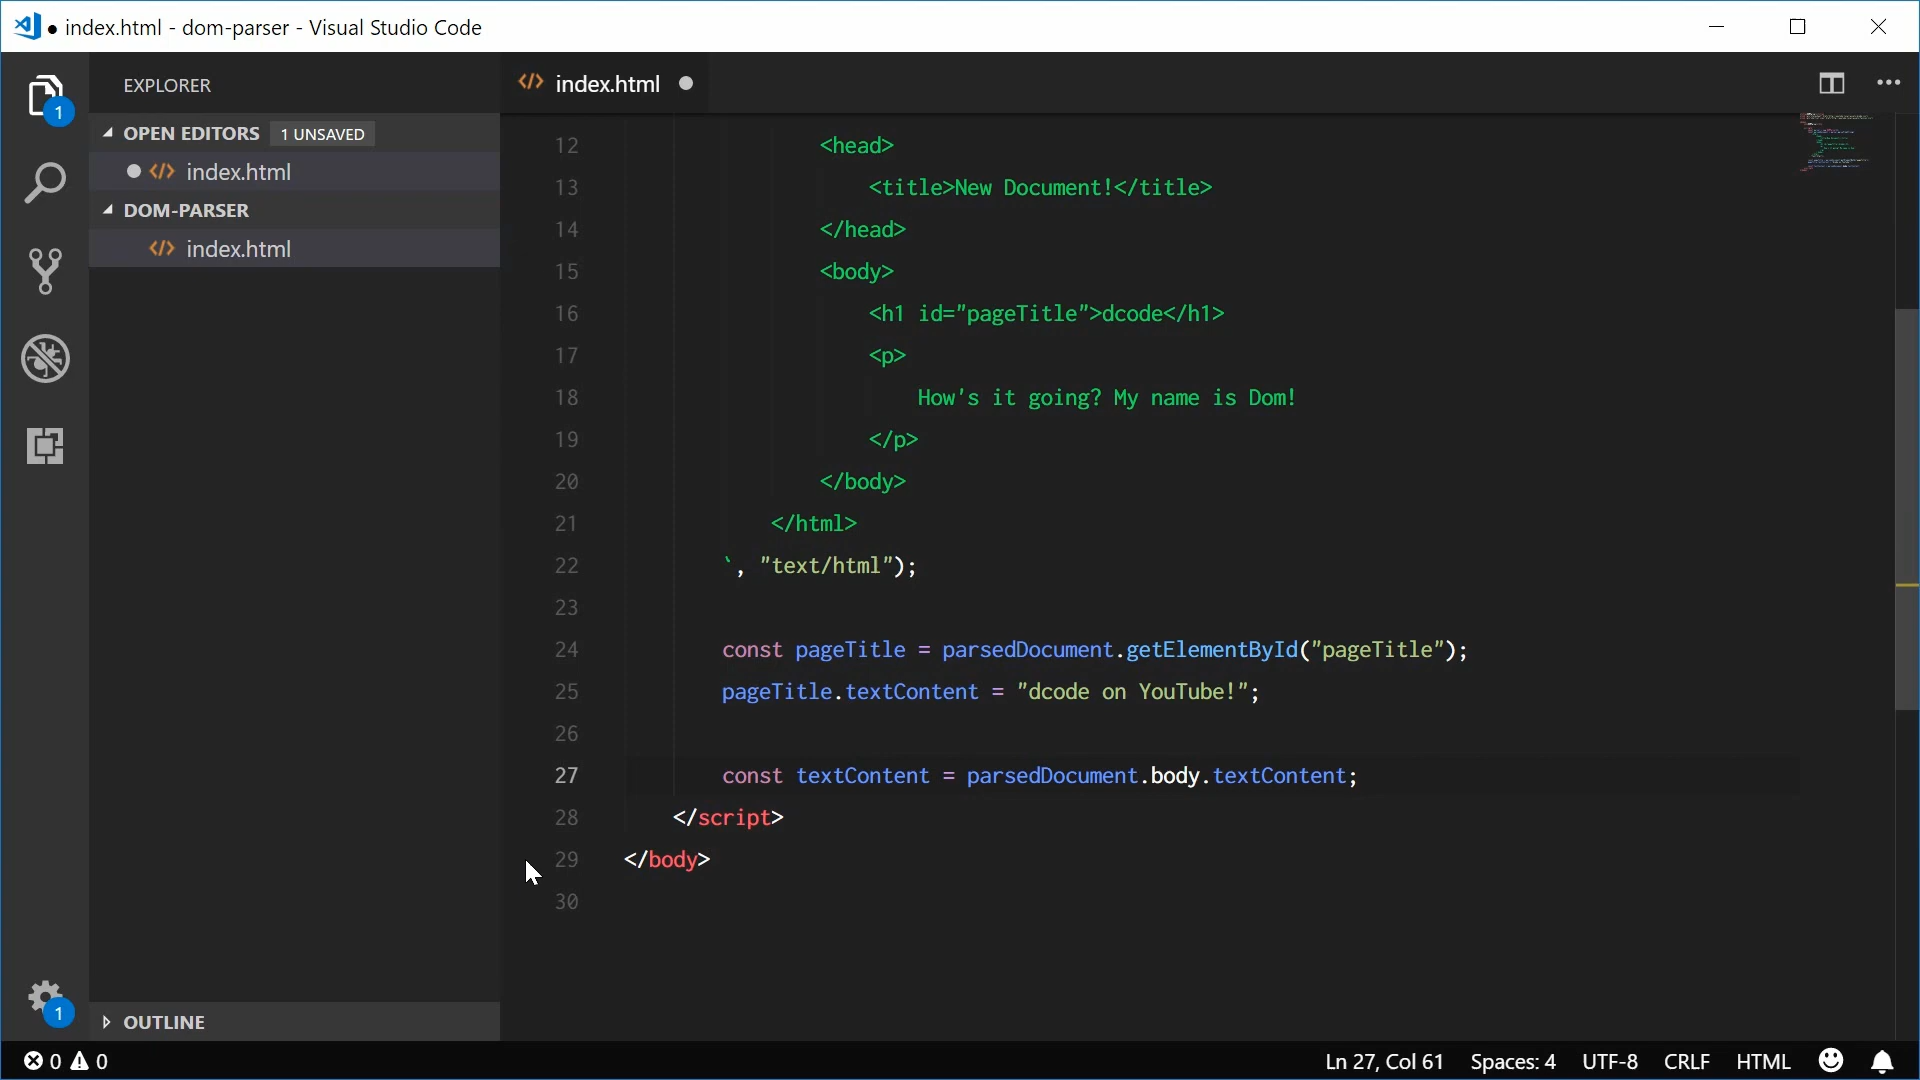 ● index.html - dom-parser - Visual Studio Code
EXPLORER
OPEN EDITORS 1 UNSAVED
index.html
DOM-PARSER
index.html
OUTLINE
1
1
index.html
12 <head>
13 <title>New Document!</title>
14 </head>
15 <body>
16 <h1 id="pageTitle">dcode</h1>
17 <p>
18 How's it going? My name is Dom!
19 </p>
20 </body>
21 </html>
22 `, "text/html");
23
24 const pageTitle = parsedDocument.getElementById("pageTitle");
25 pageTitle.textContent = "dcode on YouTube!";
26
27 const textContent = parsedDocument.body.textContent;
28 </script>
29 </body>
30
0 0
Ln 27, Col 61 Spaces: 4 UTF-8 CRLF HTML